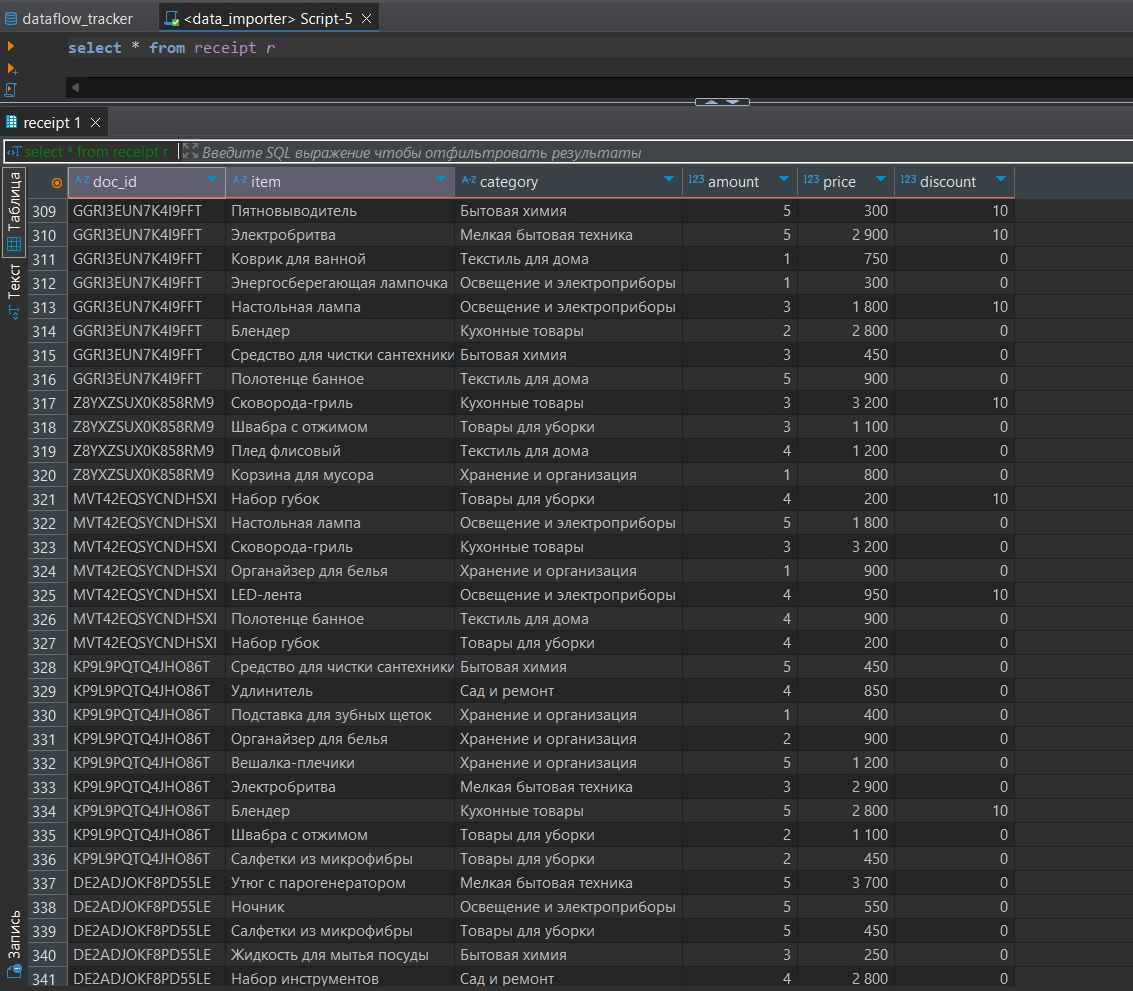 dataflow_tracker <data_importer> Script-5
select * from receipt r
receipt 1
select * from receipt r Введите SQL выражение чтобы отфильтровать результаты
Таблица
Текст
Запись
A-Z doc_id A-Z item A-Z category 123 amount 123 price 123 discount
309 GGRI3EUN7K4I9FFT Пятновыводитель Бытовая химия 5 300 10
310 GGRI3EUN7K4I9FFT Электробритва Мелкая бытовая техника 5 2 900 10
311 GGRI3EUN7K4I9FFT Коврик для ванной Текстиль для дома 1 750 0
312 GGRI3EUN7K4I9FFT Энергосберегающая лампочка Освещение и электроприборы 1 300 0
313 GGRI3EUN7K4I9FFT Настольная лампа Освещение и электроприборы 3 1 800 10
314 GGRI3EUN7K4I9FFT Блендер Кухонные товары 2 2 800 0
315 GGRI3EUN7K4I9FFT Средство для чистки сантехники Бытовая химия 3 450 0
316 GGRI3EUN7K4I9FFT Полотенце банное Текстиль для дома 5 900 0
317 Z8YXZSUX0K858RM9 Сковорода-гриль Кухонные товары 3 3 200 10
318 Z8YXZSUX0K858RM9 Швабра с отжимом Товары для уборки 3 1 100 0
319 Z8YXZSUX0K858RM9 Плед флисовый Текстиль для дома 4 1 200 0
320 Z8YXZSUX0K858RM9 Корзина для мусора Хранение и организация 1 800 0
321 MVT42EQSYCNDHSXI Набор губок Товары для уборки 4 200 10
322 MVT42EQSYCNDHSXI Настольная лампа Освещение и электроприборы 5 1 800 0
323 MVT42EQSYCNDHSXI Сковорода-гриль Кухонные товары 3 3 200 0
324 MVT42EQSYCNDHSXI Органайзер для белья Хранение и организация 1 900 0
325 MVT42EQSYCNDHSXI LED-лента Освещение и электроприборы 4 950 10
326 MVT42EQSYCNDHSXI Полотенце банное Текстиль для дома 4 900 0
327 MVT42EQSYCNDHSXI Набор губок Товары для уборки 4 200 0
328 KP9L9PQTQ4JHO86T Средство для чистки сантехники Бытовая химия 5 450 0
329 KP9L9PQTQ4JHO86T Удлинитель Сад и ремонт 4 850 0
330 KP9L9PQTQ4JHO86T Подставка для зубных щеток Хранение и организация 1 400 0
331 KP9L9PQTQ4JHO86T Органайзер для белья Хранение и организация 2 900 0
332 KP9L9PQTQ4JHO86T Вешалка-плечики Хранение и организация 5 1 200 0
333 KP9L9PQTQ4JHO86T Электробритва Мелкая бытовая техника 3 2 900 0
334 KP9L9PQTQ4JHO86T Блендер Кухонные товары 5 2 800 10
335 KP9L9PQTQ4JHO86T Швабра с отжимом Товары для уборки 2 1 100 0
336 KP9L9PQTQ4JHO86T Салфетки из микрофибры Товары для уборки 2 450 0
337 DE2ADJOKF8PD55LE Утюг с парогенератором Мелкая бытовая техника 5 3 700 0
338 DE2ADJOKF8PD55LE Ночник Освещение и электроприборы 5 550 0
339 DE2ADJOKF8PD55LE Салфетки из микрофибры Товары для уборки 5 450 0
340 DE2ADJOKF8PD55LE Жидкость для мытья посуды Бытовая химия 3 250 0
341 DE2ADJOKF8PD55LE Набор инструментов Сад и ремонт 4 2 800 0